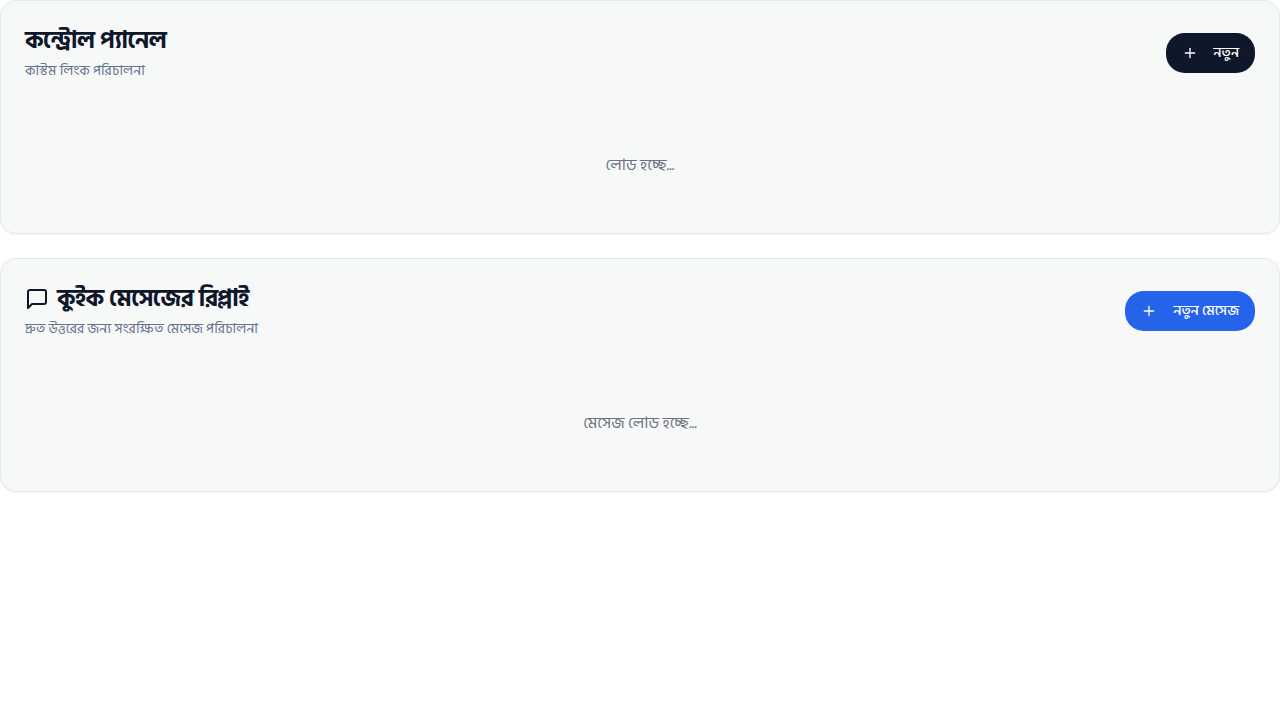 কন্ট্রোল প্যানেল
কাস্টম লিংক পরিচালনা
নতুন
লোড হচ্ছে...
কুইক মেসেজের রিপ্লাই
দ্রুত উত্তরের জন্য সংরক্ষিত মেসেজ পরিচালনা
নতুন মেসেজ
মেসেজ লোড হচ্ছে...